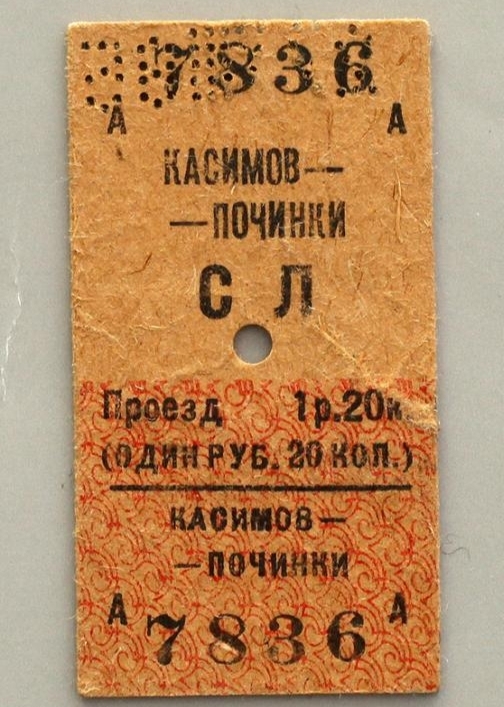 7836
А А
КАСИМОВ—
—ПОЧИНКИ
С Л
Проезд 1р.20к
(ОДИН РУБ. 20 КОП.)
КАСИМОВ—
—ПОЧИНКИ
А А
7836